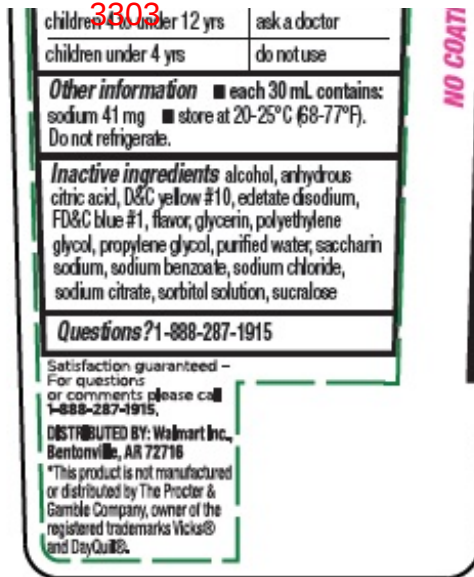 3303
children 4 to under 12 yrs ask a doctor
children under 4 yrs do not use
Other information ■ each 30 mL contains:
sodium 41 mg ■ store at 20-25°C (68-77°F).
Do not refrigerate.
Inactive ingredients alcohol, anhydrous
citric acid, D&C yellow #10, edetate disodium,
FD&C blue #1, flavor, glycerin, polyethylene
glycol, propylene glycol, purified water, saccharin
sodium, sodium benzoate, sodium chloride,
sodium citrate, sorbitol solution, sucralose
Questions? 1-888-287-1915
Satisfaction guaranteed –
For questions
or comments please call
1-888-287-1915.
DISTRIBUTED BY: Walmart Inc.,
Bentonville, AR 72716
*This product is not manufactured
or distributed by The Procter &
Gamble Company, owner of the
registered trademarks Vicks®
and DayQuil®.
NO COATI